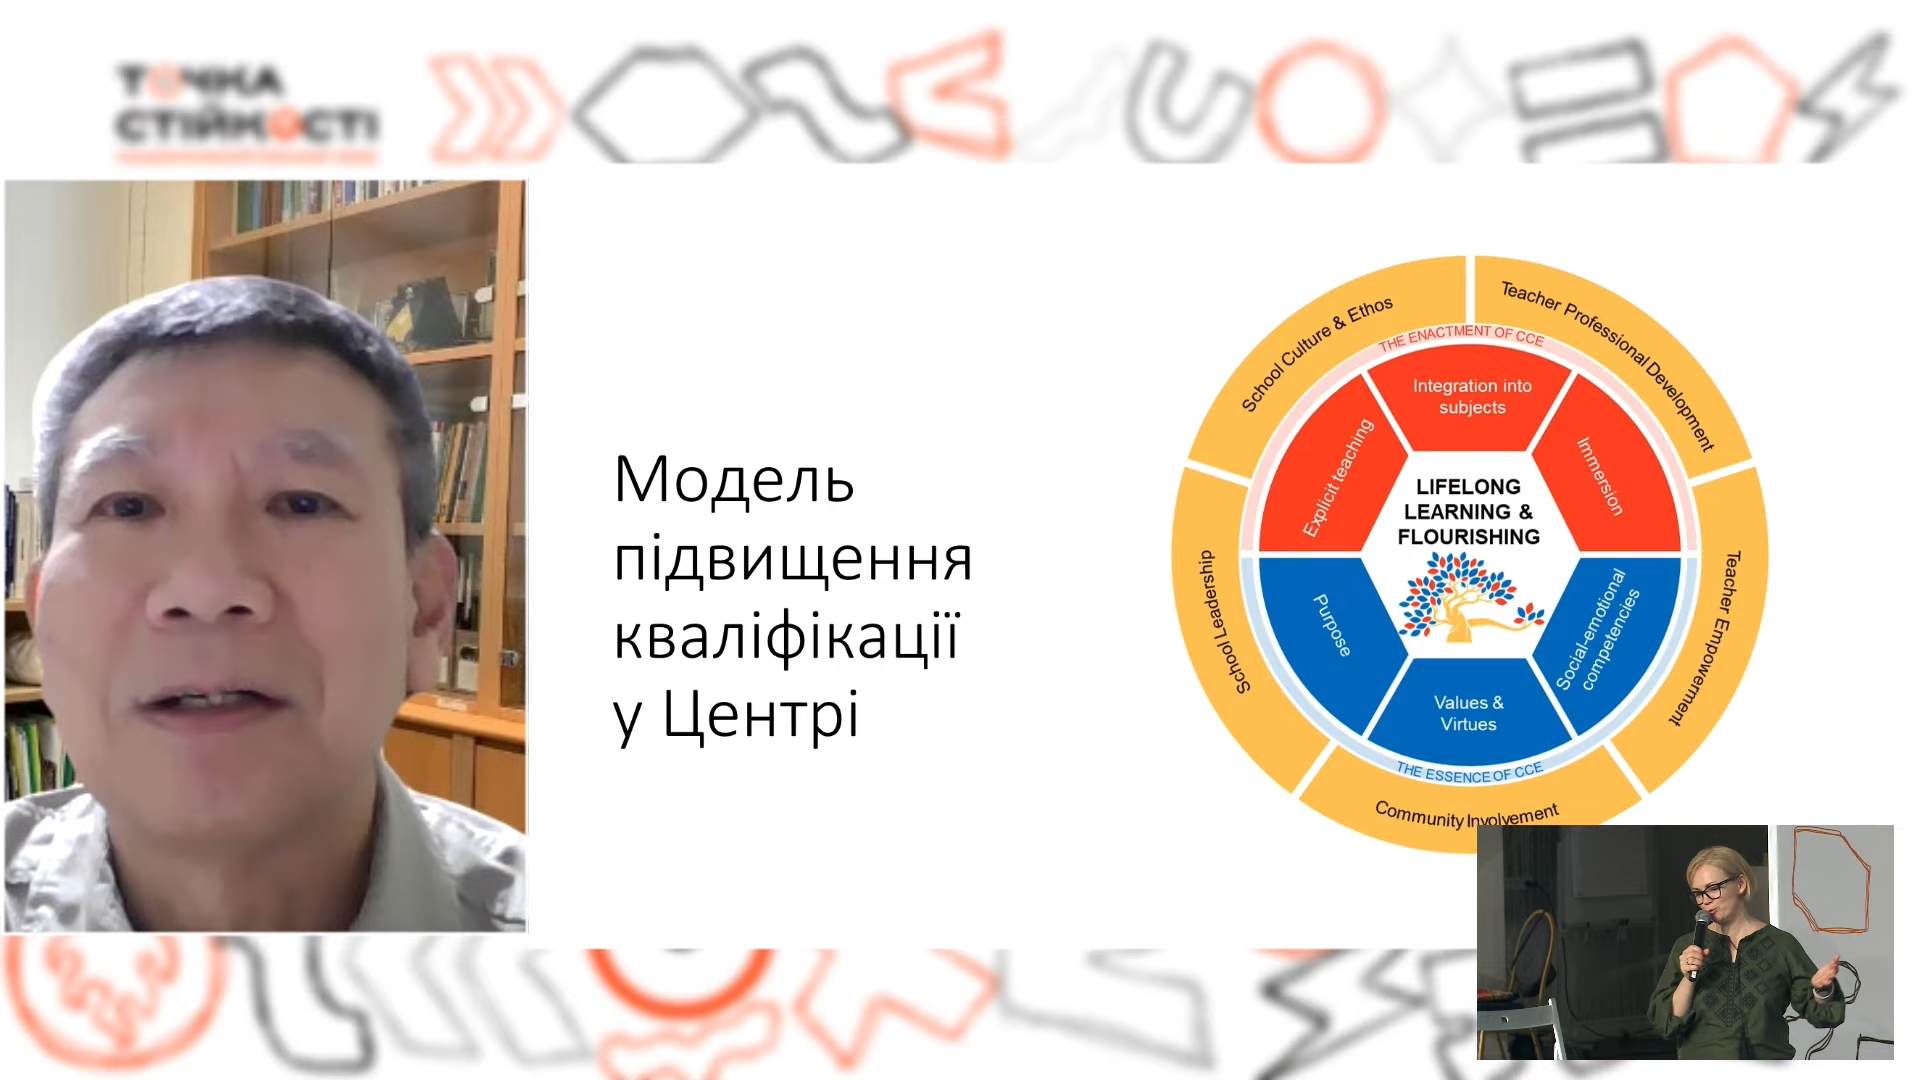 ТОЧКА
СТІЙКОСТІ
Модель
підвищення
кваліфікації
у Центрі
School Culture & Ethos
Teacher Professional Development
THE ENACTMENT OF CCE
Integration into
subjects
Explicit teaching
Immersion
LIFELONG
LEARNING &
FLOURISHING
School Leadership
Purpose
Social-emotional
competencies
Teacher Empowerment
Values &
Virtues
THE ESSENCE OF CCE
Community Involvement